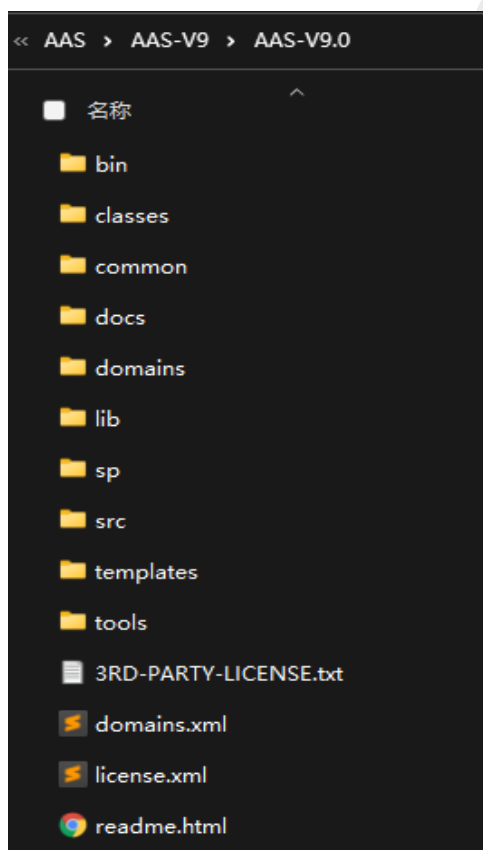 « AAS > AAS-V9 > AAS-V9.0
名称
bin
classes
common
docs
domains
lib
sp
src
templates
tools
3RD-PARTY-LICENSE.txt
domains.xml
license.xml
readme.html